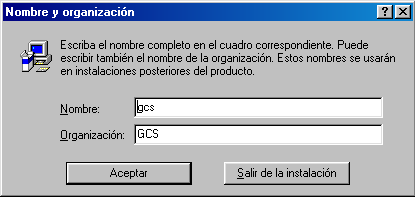 Nombre y organización
Escriba el nombre completo en el cuadro correspondiente. Puede
escribir también el nombre de la organización. Estos nombres se usarán
en instalaciones posteriores del producto.
Nombre: gcs
Organización: GCS
Aceptar Salir de la instalación